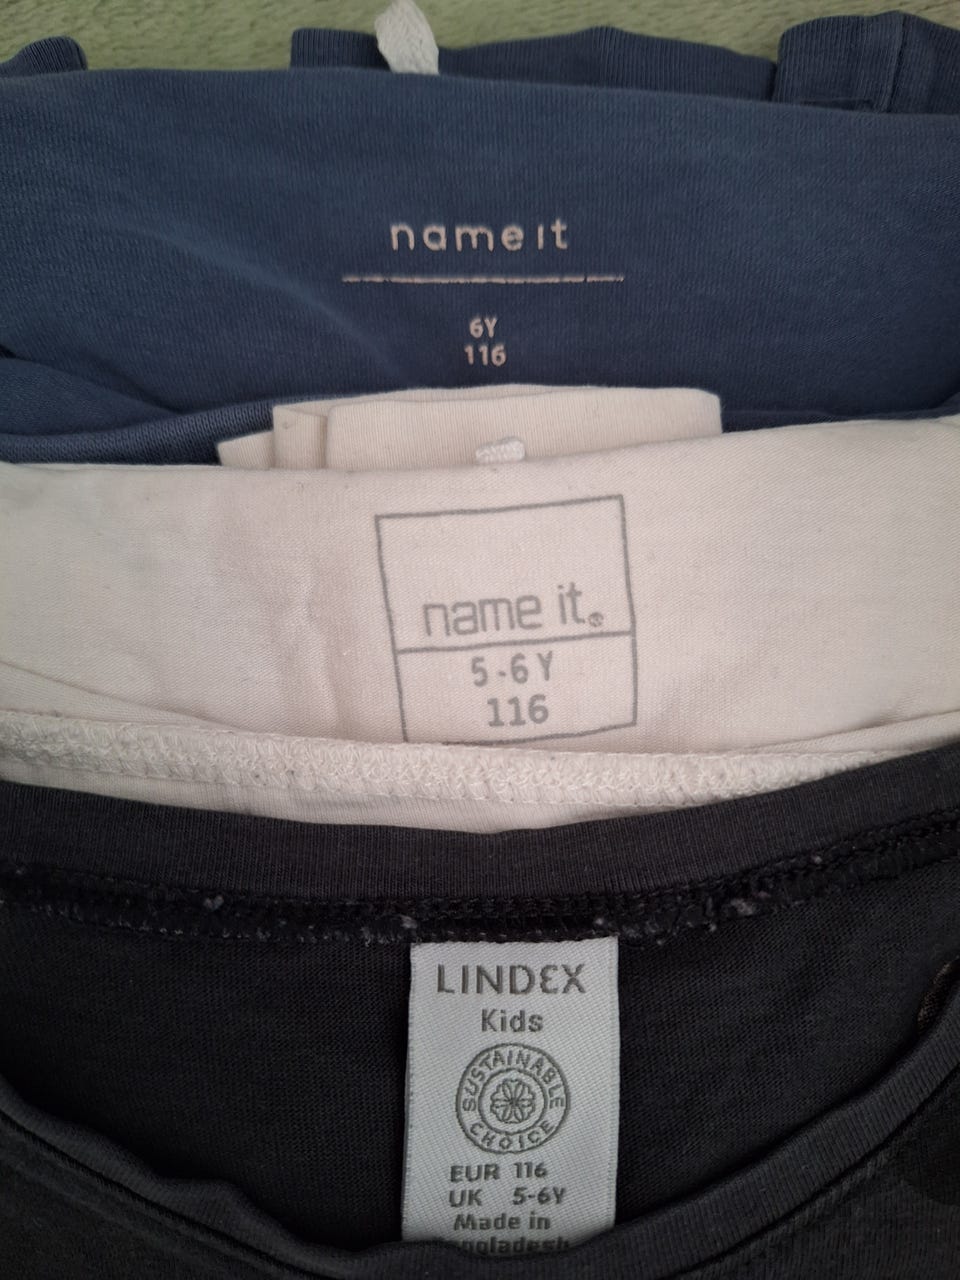 name it
6Y
116
name it®
5-6Y
116
LINDEX
Kids
SUSTAINABLE
CHOICE
EUR 116
UK 5-6Y
Made in